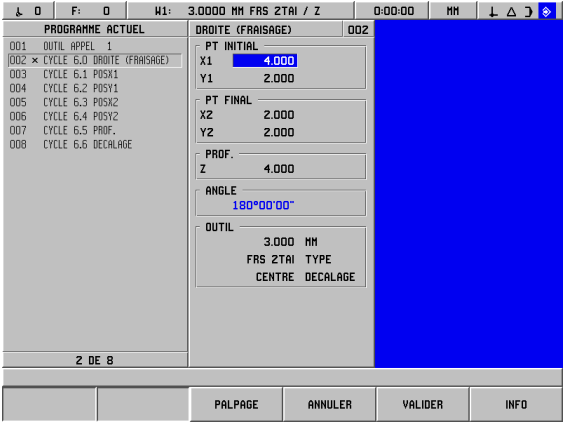 0 F: 0 W1: 3.0000 MM FRS 2TAI / Z 0:00:00 MM
PROGRAMME ACTUEL
001 OUTIL APPEL 1
002 × CYCLE 6.0 DROITE (FRAISAGE)
003 CYCLE 6.1 POSX1
004 CYCLE 6.2 POSY1
005 CYCLE 6.3 POSX2
006 CYCLE 6.4 POSY2
007 CYCLE 6.5 PROF.
008 CYCLE 6.6 DECALAGE
2 DE 8
DROITE (FRAISAGE) 002
PT INITIAL
X1 4.000
Y1 2.000
PT FINAL
X2 2.000
Y2 2.000
PROF.
Z 4.000
ANGLE
180°00'00"
OUTIL
3.000 MM
FRS 2TAI TYPE
CENTRE DECALAGE
PALPAGE ANNULER VALIDER INFO